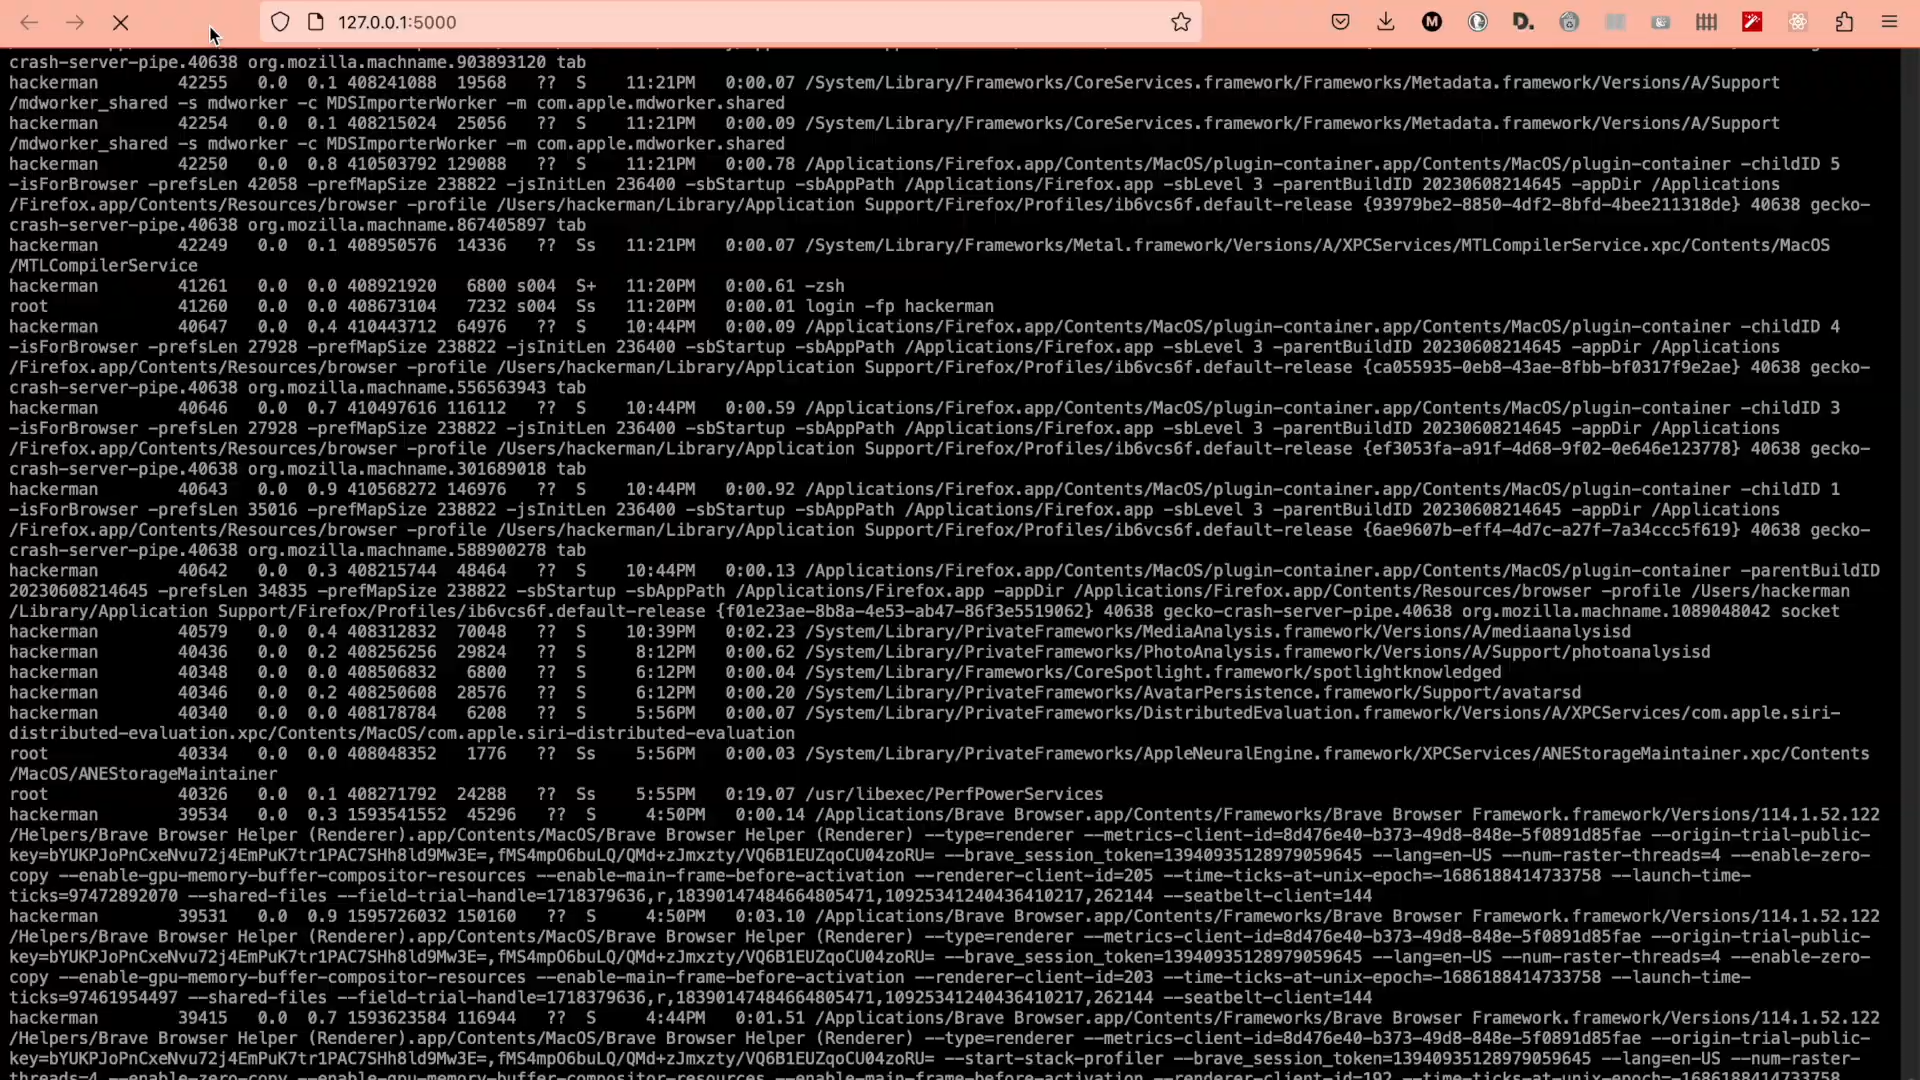 127.0.0.1:5000
crash-server-pipe.40638 org.mozilla.machname.903893120 tab
hackerman 42255 0.0 0.1 408241088 19568 ?? S 11:21PM 0:00.07 /System/Library/Frameworks/CoreServices.framework/Frameworks/Metadata.framework/Versions/A/Support
/mdworker_shared -s mdworker -c MDSImporterWorker -m com.apple.mdworker.shared
hackerman 42254 0.0 0.1 408215024 25056 ?? S 11:21PM 0:00.09 /System/Library/Frameworks/CoreServices.framework/Frameworks/Metadata.framework/Versions/A/Support
/mdworker_shared -s mdworker -c MDSImporterWorker -m com.apple.mdworker.shared
hackerman 42250 0.0 0.8 410503792 129088 ?? S 11:21PM 0:00.78 /Applications/Firefox.app/Contents/MacOS/plugin-container.app/Contents/MacOS/plugin-container -childID 5
-isForBrowser -prefsLen 42058 -prefMapSize 238822 -jsInitLen 236400 -sbStartup -sbAppPath /Applications/Firefox.app -sbLevel 3 -parentBuildID 20230608214645 -appDir /Applications
/Firefox.app/Contents/Resources/browser -profile /Users/hackerman/Library/Application Support/Firefox/Profiles/ib6vcs6f.default-release {93979be2-8850-4df2-8bfd-4bee211318de} 40638 gecko-
crash-server-pipe.40638 org.mozilla.machname.867405897 tab
hackerman 42249 0.0 0.1 408950576 14336 ?? Ss 11:21PM 0:00.07 /System/Library/Frameworks/Metal.framework/Versions/A/XPCServices/MTLCompilerService.xpc/Contents/MacOS
/MTLCompilerService
hackerman 41261 0.0 0.0 408921920 6800 s004 S+ 11:20PM 0:00.61 -zsh
root 41260 0.0 0.0 408673104 7232 s004 Ss 11:20PM 0:00.01 login -fp hackerman
hackerman 40647 0.0 0.4 410443712 64976 ?? S 10:44PM 0:00.09 /Applications/Firefox.app/Contents/MacOS/plugin-container.app/Contents/MacOS/plugin-container -childID 4
-isForBrowser -prefsLen 27928 -prefMapSize 238822 -jsInitLen 236400 -sbStartup -sbAppPath /Applications/Firefox.app -sbLevel 3 -parentBuildID 20230608214645 -appDir /Applications
/Firefox.app/Contents/Resources/browser -profile /Users/hackerman/Library/Application Support/Firefox/Profiles/ib6vcs6f.default-release {ca055935-0eb8-43ae-8fbb-bf0317f9e2ae} 40638 gecko-
crash-server-pipe.40638 org.mozilla.machname.556563943 tab
hackerman 40646 0.0 0.7 410497616 116112 ?? S 10:44PM 0:00.59 /Applications/Firefox.app/Contents/MacOS/plugin-container.app/Contents/MacOS/plugin-container -childID 3
-isForBrowser -prefsLen 27928 -prefMapSize 238822 -jsInitLen 236400 -sbStartup -sbAppPath /Applications/Firefox.app -sbLevel 3 -parentBuildID 20230608214645 -appDir /Applications
/Firefox.app/Contents/Resources/browser -profile /Users/hackerman/Library/Application Support/Firefox/Profiles/ib6vcs6f.default-release {ef3053fa-a91f-4d68-9f02-0e646e123778} 40638 gecko-
crash-server-pipe.40638 org.mozilla.machname.301689018 tab
hackerman 40643 0.0 0.9 410568272 146976 ?? S 10:44PM 0:00.92 /Applications/Firefox.app/Contents/MacOS/plugin-container.app/Contents/MacOS/plugin-container -childID 1
-isForBrowser -prefsLen 35016 -prefMapSize 238822 -jsInitLen 236400 -sbStartup -sbAppPath /Applications/Firefox.app -sbLevel 3 -parentBuildID 20230608214645 -appDir /Applications
/Firefox.app/Contents/Resources/browser -profile /Users/hackerman/Library/Application Support/Firefox/Profiles/ib6vcs6f.default-release {6ae9607b-eff4-4d7c-a27f-7a34ccc5f619} 40638 gecko-
crash-server-pipe.40638 org.mozilla.machname.588900278 tab
hackerman 40642 0.0 0.3 408215744 48464 ?? S 10:44PM 0:00.13 /Applications/Firefox.app/Contents/MacOS/plugin-container.app/Contents/MacOS/plugin-container -parentBuildID
20230608214645 -prefsLen 34835 -prefMapSize 238822 -sbStartup -sbAppPath /Applications/Firefox.app -appDir /Applications/Firefox.app/Contents/Resources/browser -profile /Users/hackerman
/Library/Application Support/Firefox/Profiles/ib6vcs6f.default-release {f01e23ae-8b8a-4e53-ab47-86f3e5519062} 40638 gecko-crash-server-pipe.40638 org.mozilla.machname.1089048042 socket
hackerman 40579 0.0 0.4 408312832 70048 ?? S 10:39PM 0:02.23 /System/Library/PrivateFrameworks/MediaAnalysis.framework/Versions/A/mediaanalysisd
hackerman 40436 0.0 0.2 408256256 29824 ?? S 8:12PM 0:00.62 /System/Library/PrivateFrameworks/PhotoAnalysis.framework/Versions/A/Support/photoanalysisd
hackerman 40348 0.0 0.0 408506832 6800 ?? S 6:12PM 0:00.04 /System/Library/Frameworks/CoreSpotlight.framework/spotlightknowledged
hackerman 40346 0.0 0.2 408250608 28576 ?? S 6:12PM 0:00.20 /System/Library/PrivateFrameworks/AvatarPersistence.framework/Support/avatarsd
hackerman 40340 0.0 0.0 408178784 6208 ?? S 5:56PM 0:00.07 /System/Library/PrivateFrameworks/DistributedEvaluation.framework/Versions/A/XPCServices/com.apple.siri-
distributed-evaluation.xpc/Contents/MacOS/com.apple.siri-distributed-evaluation
root 40334 0.0 0.0 408048352 1776 ?? Ss 5:56PM 0:00.03 /System/Library/PrivateFrameworks/AppleNeuralEngine.framework/XPCServices/ANEStorageMaintainer.xpc/Contents
/MacOS/ANEStorageMaintainer
root 40326 0.0 0.1 408271792 24288 ?? Ss 5:55PM 0:19.07 /usr/libexec/PerfPowerServices
hackerman 39534 0.0 0.3 1593541552 45296 ?? S 4:50PM 0:00.14 /Applications/Brave Browser.app/Contents/Frameworks/Brave Browser Framework.framework/Versions/114.1.52.122
/Helpers/Brave Browser Helper (Renderer).app/Contents/MacOS/Brave Browser Helper (Renderer) --type=renderer --metrics-client-id=8d476e40-b373-49d8-848e-5f0891d85fae --origin-trial-public-
key=bYUKPJoPnCxeNvu72j4EmPuK7tr1PAC7SHh8ld9Mw3E=,fMS4mpO6buLQ/QMd+zJmxzty/VQ6B1EUZqoCU04zoRU= --brave_session_token=13940935128979059645 --lang=en-US --num-raster-threads=4 --enable-zero-
copy --enable-gpu-memory-buffer-compositor-resources --enable-main-frame-before-activation --renderer-client-id=205 --time-ticks-at-unix-epoch=-1686188414733758 --launch-time-
ticks=97472892070 --shared-files --field-trial-handle=1718379636,r,18390147484664805471,10925341240436410217,262144 --seatbelt-client=144
hackerman 39531 0.0 0.9 1595726032 150160 ?? S 4:50PM 0:03.10 /Applications/Brave Browser.app/Contents/Frameworks/Brave Browser Framework.framework/Versions/114.1.52.122
/Helpers/Brave Browser Helper (Renderer).app/Contents/MacOS/Brave Browser Helper (Renderer) --type=renderer --metrics-client-id=8d476e40-b373-49d8-848e-5f0891d85fae --origin-trial-public-
key=bYUKPJoPnCxeNvu72j4EmPuK7tr1PAC7SHh8ld9Mw3E=,fMS4mpO6buLQ/QMd+zJmxzty/VQ6B1EUZqoCU04zoRU= --brave_session_token=13940935128979059645 --lang=en-US --num-raster-threads=4 --enable-zero-
copy --enable-gpu-memory-buffer-compositor-resources --enable-main-frame-before-activation --renderer-client-id=203 --time-ticks-at-unix-epoch=-1686188414733758 --launch-time-
ticks=97461954497 --shared-files --field-trial-handle=1718379636,r,18390147484664805471,10925341240436410217,262144 --seatbelt-client=144
hackerman 39415 0.0 0.7 1593623584 116944 ?? S 4:44PM 0:01.51 /Applications/Brave Browser.app/Contents/Frameworks/Brave Browser Framework.framework/Versions/114.1.52.122
/Helpers/Brave Browser Helper (Renderer).app/Contents/MacOS/Brave Browser Helper (Renderer) --type=renderer --metrics-client-id=8d476e40-b373-49d8-848e-5f0891d85fae --origin-trial-public-
key=bYUKPJoPnCxeNvu72j4EmPuK7tr1PAC7SHh8ld9Mw3E=,fMS4mpO6buLQ/QMd+zJmxzty/VQ6B1EUZqoCU04zoRU= --start-stack-profiler --brave_session_token=13940935128979059645 --lang=en-US --num-raster-
threads=4 --enable-zero-copy --enable-gpu-memory-buffer-compositor-resources --enable-main-frame-before-activation --renderer-client-id=192 --time-ticks-at-unix-epoch=-1686188414733758